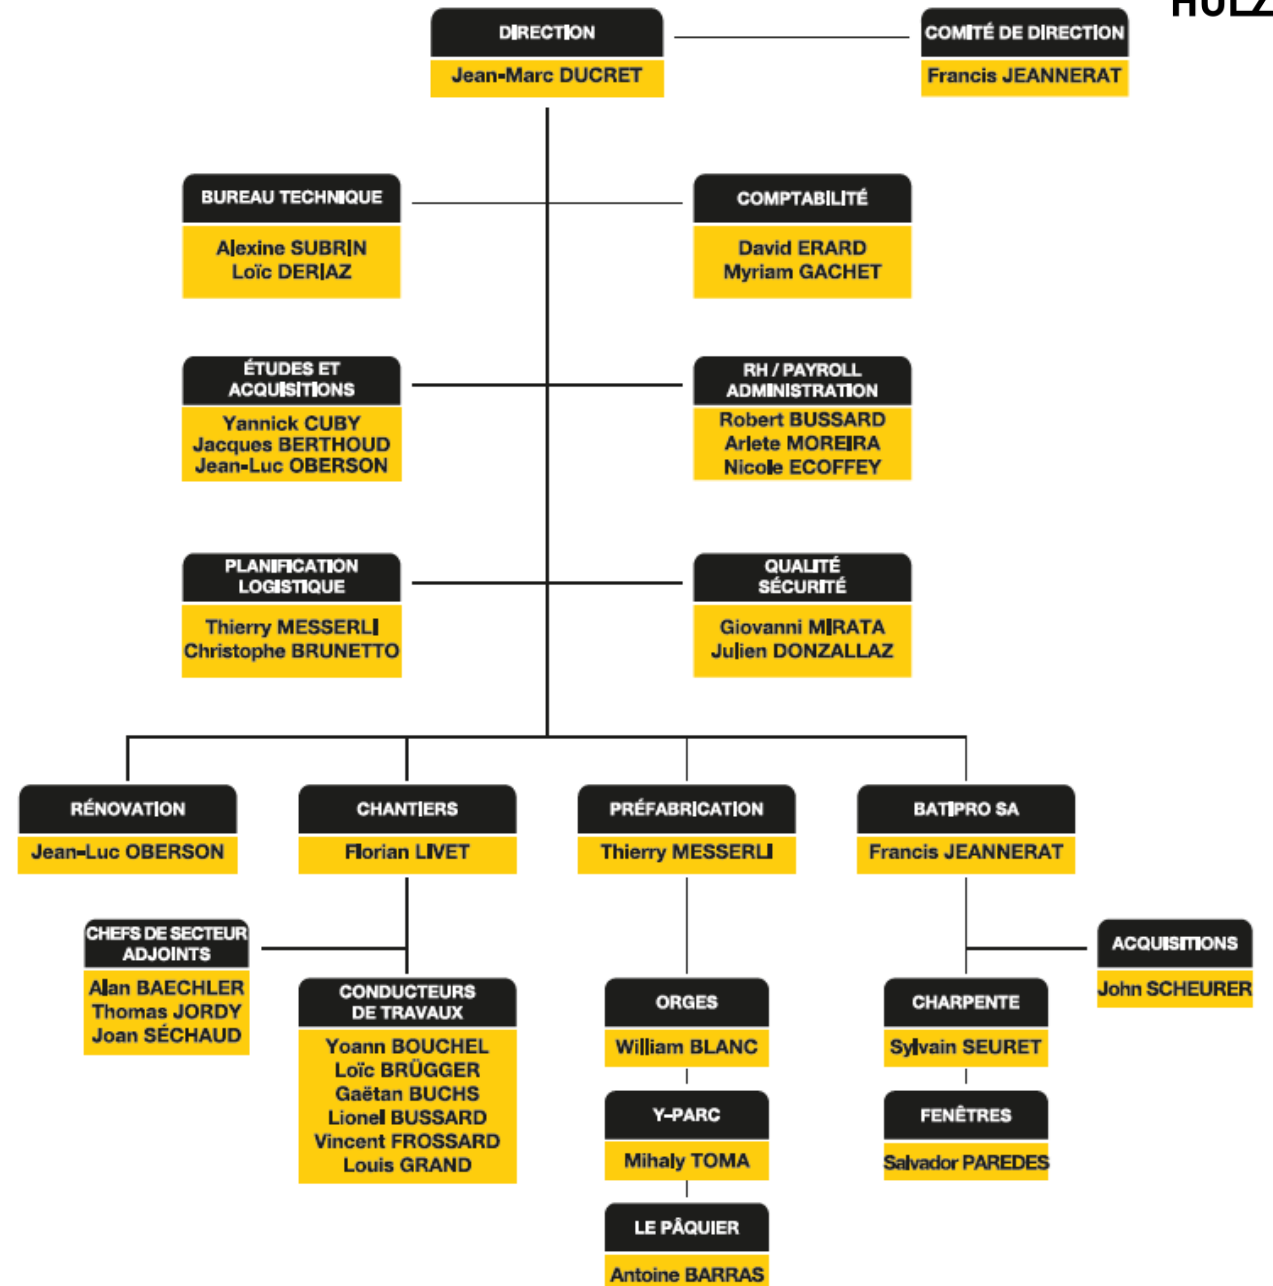 DIRECTION
Jean-Marc DUCRET
COMITÉ DE DIRECTION
Francis JEANNERAT
BUREAU TECHNIQUE
Alexine SUBRIN
Loïc DERIAZ
COMPTABILITÉ
David ERARD
Myriam GACHET
ÉTUDES ET
ACQUISITIONS
Yannick CUBY
Jacques BERTHOUD
Jean-Luc OBERSON
RH / PAYROLL
ADMINISTRATION
Robert BUSSARD
Arlete MOREIRA
Nicole ECOFFEY
PLANIFICATION
LOGISTIQUE
Thierry MESSERLI
Christophe BRUNETTO
QUALITÉ
SÉCURITÉ
Giovanni MIRATA
Julien DONZALLAZ
RÉNOVATION
Jean-Luc OBERSON
CHANTIERS
Florian LIVET
PRÉFABRICATION
Thierry MESSERLI
BATIPRO SA
Francis JEANNERAT
CHEFS DE SECTEUR
ADJOINTS
Alan BAECHLER
Thomas JORDY
Joan SÉCHAUD
CONDUCTEURS
DE TRAVAUX
Yoann BOUCHEL
Loïc BRÜGGER
Gaëtan BUCHS
Lionel BUSSARD
Vincent FROSSARD
Louis GRAND
ORGES
William BLANC
Y-PARC
Mihaly TOMA
LE PÂQUIER
Antoine BARRAS
CHARPENTE
Sylvain SEURET
FENÊTRES
Salvador PAREDES
ACQUISITIONS
John SCHEURER